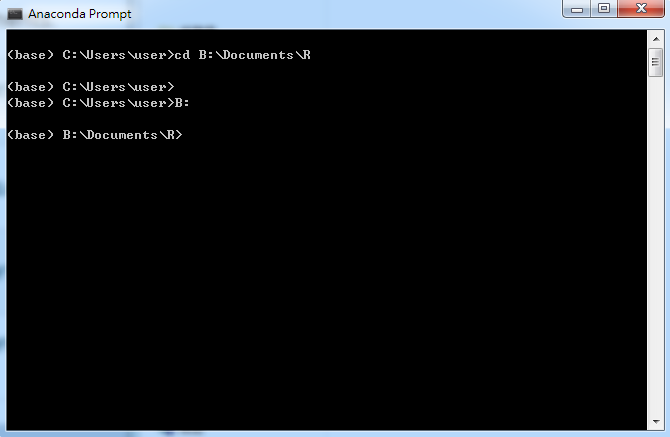 Anaconda Prompt
(base) C:\Users\user>cd B:\Documents\R
(base) C:\Users\user>
(base) C:\Users\user>B:
(base) B:\Documents\R>